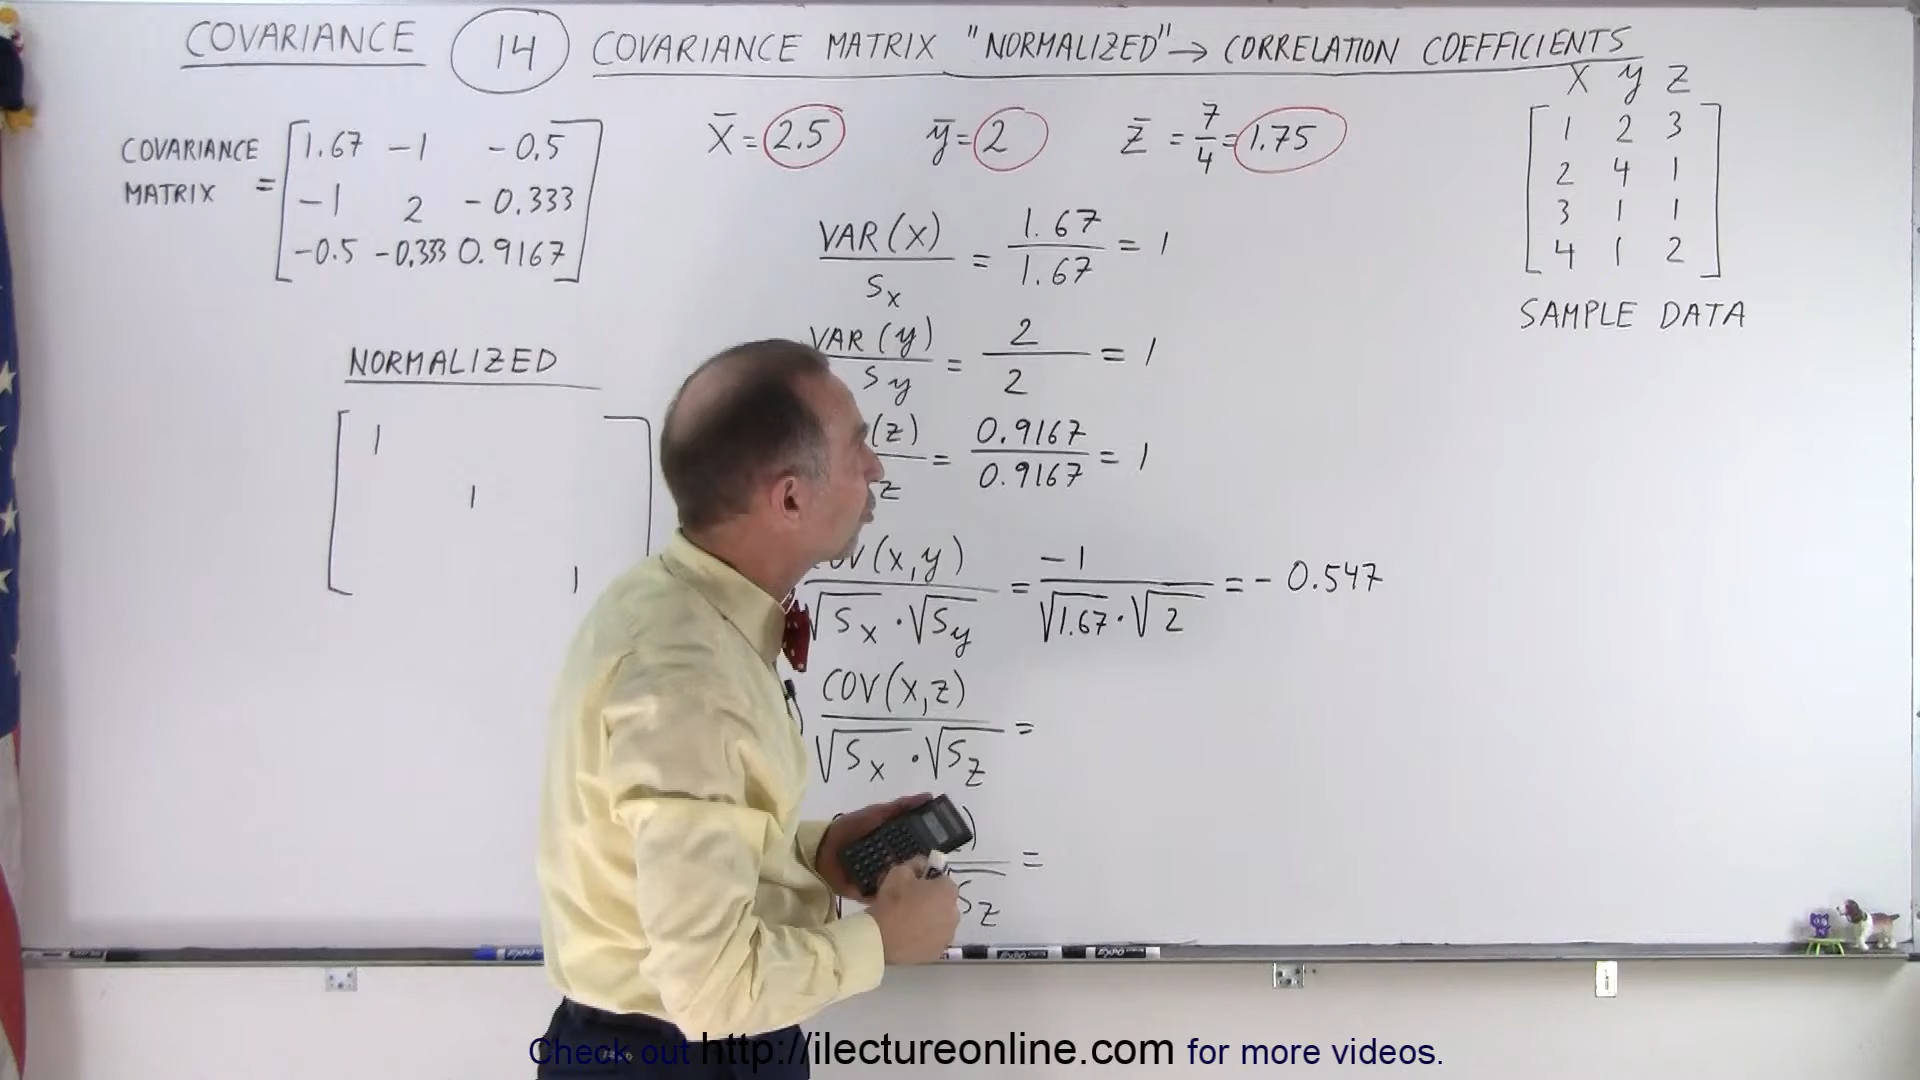 COVARIANCE 14 COVARIANCE MATRIX "NORMALIZED" → CORRELATION COEFFICIENTS
COVARIANCE MATRIX =
1.67 -1 -0.5
-1 2 -0.333
-0.5 -0.333 0.9167
X̄ = 2.5 ȳ = 2 z̄ = 7/4 = 1.75
X y z
1 2 3
2 4 1
3 1 1
4 1 2
SAMPLE DATA
NORMALIZED
1
1
1
VAR(X)/Sx = 1.67/1.67 = 1
VAR(y)/Sy = 2/2 = 1
(z)/z = 0.9167/0.9167 = 1
COV(x,y)/√Sx · √Sy = -1/√1.67 · √2 = -0.547
COV(x,z)/√Sx · √Sz =
) / Sz =
Check out http://ilectureonline.com for more videos.